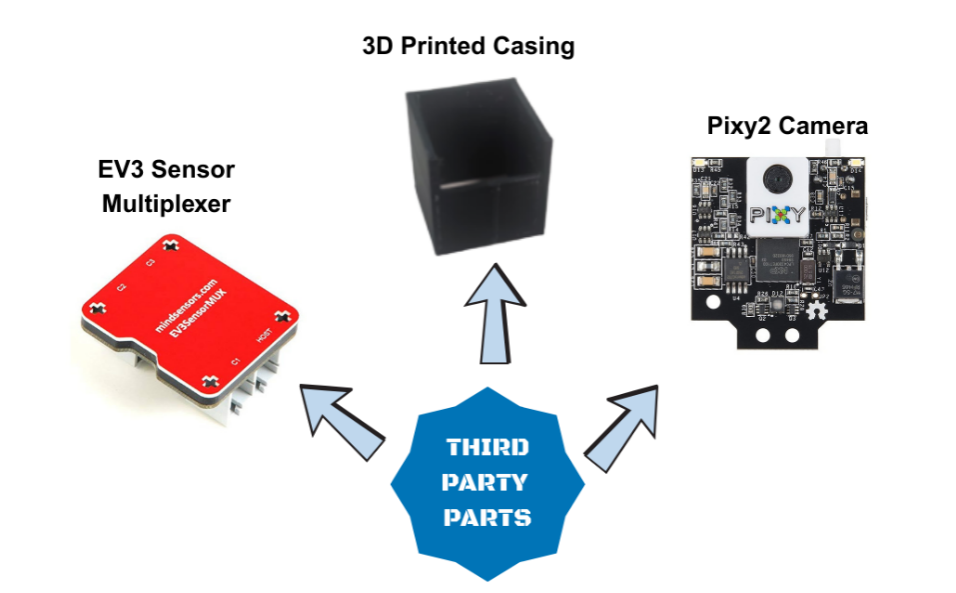 3D Printed Casing
Pixy2 Camera
EV3 Sensor
Multiplexer
mindsensors.com
EV3SensorMUX
C3
C2
C1
HOST
PIXY
THIRD
PARTY
PARTS